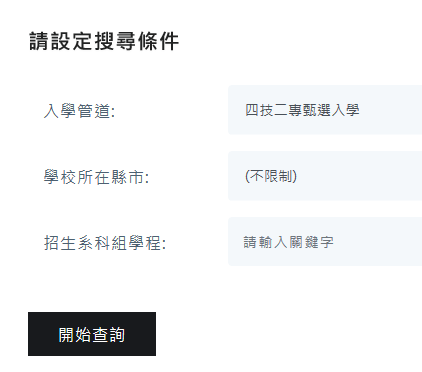 請設定搜尋條件
入學管道: 四技二專甄選入學
學校所在縣市: (不限制)
招生系科組學程: 請輸入關鍵字
開始查詢